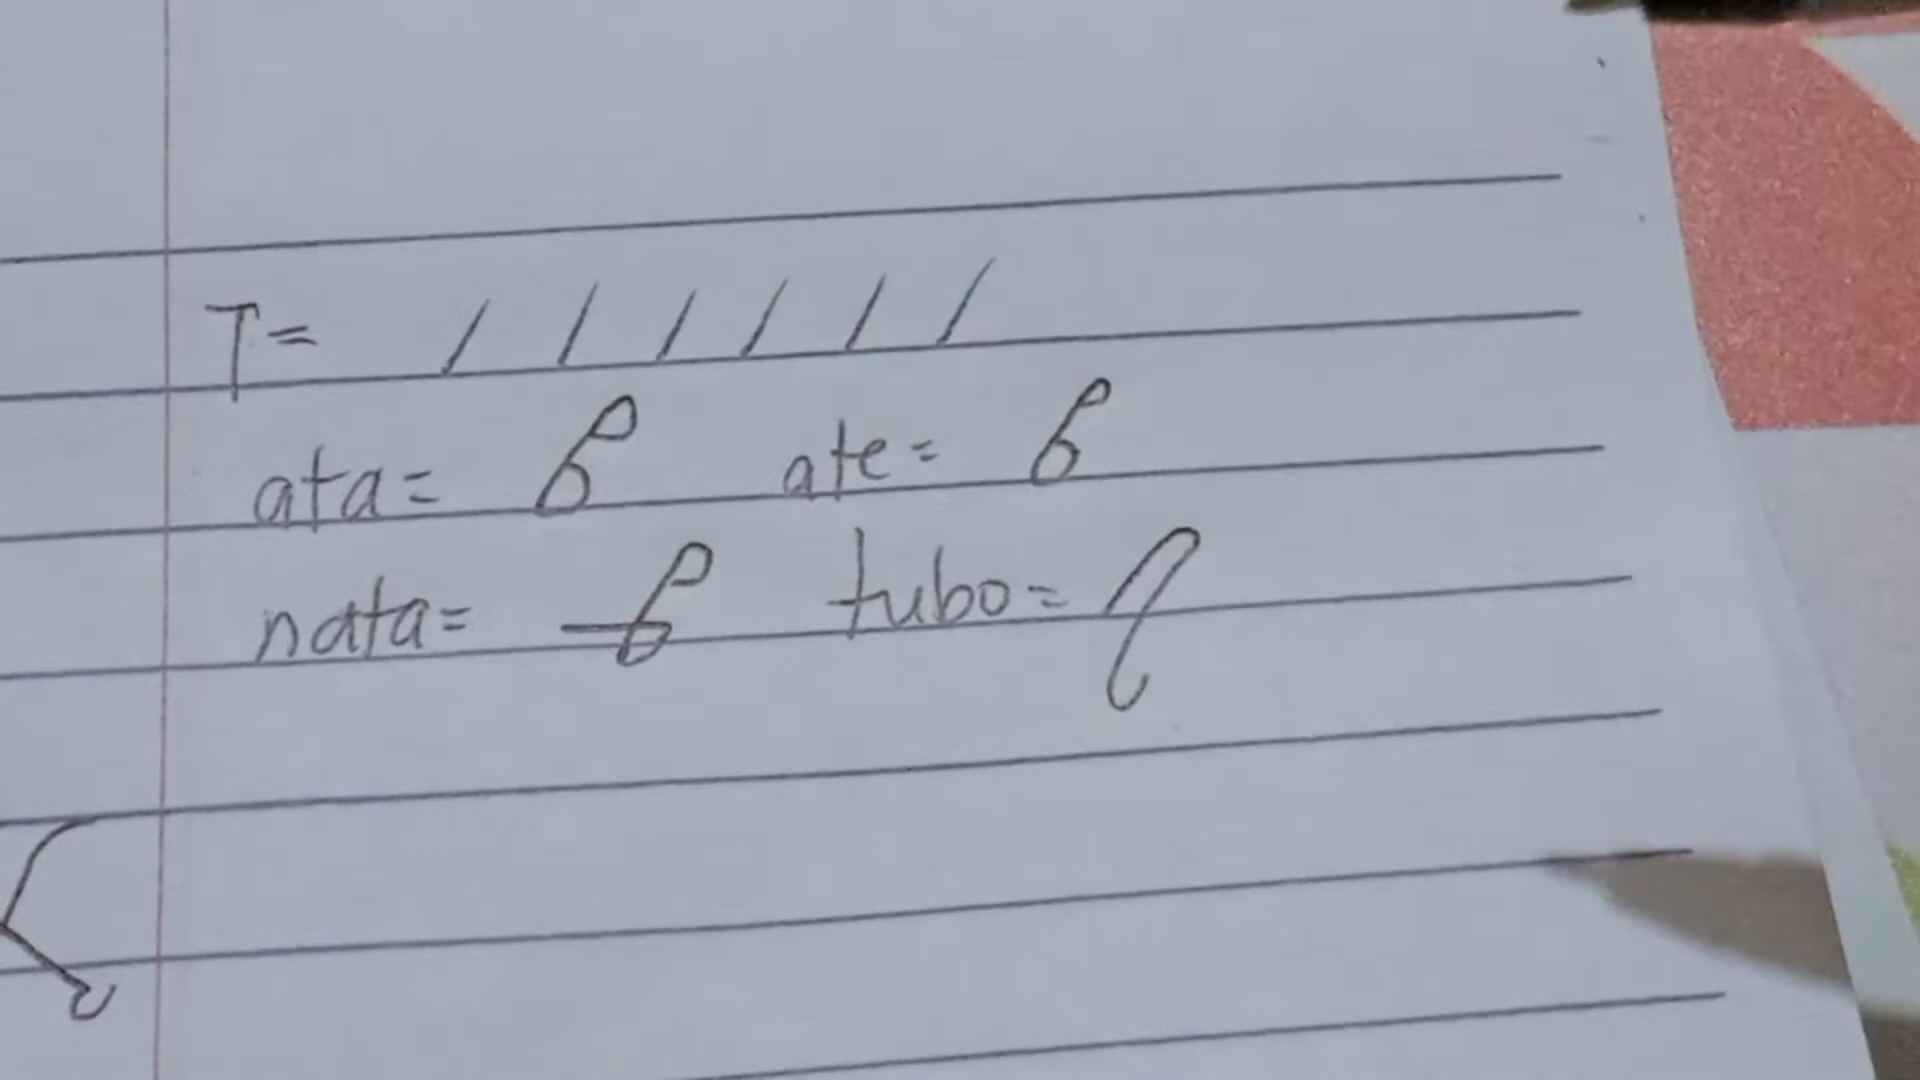 T= / / / / / /
ata= ate=
nata= tubo=